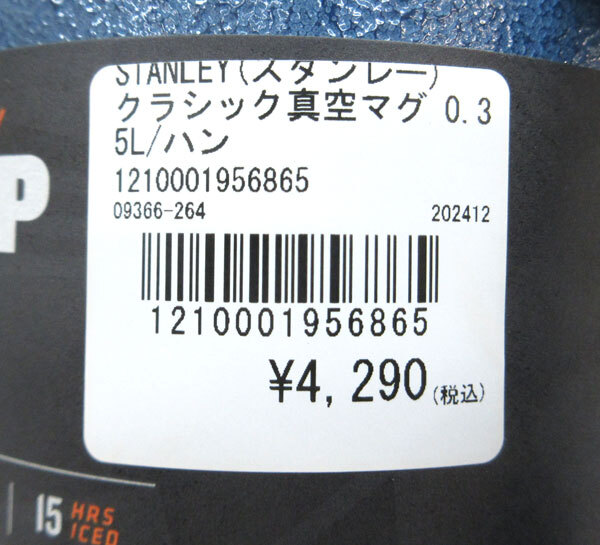 STANLEY(スタンレー)
クラシック真空マグ 0.3
5L/ハン
1210001956865
09366-264 202412
1210001956865
¥4,290(税込)
P
15 HRS
ICED